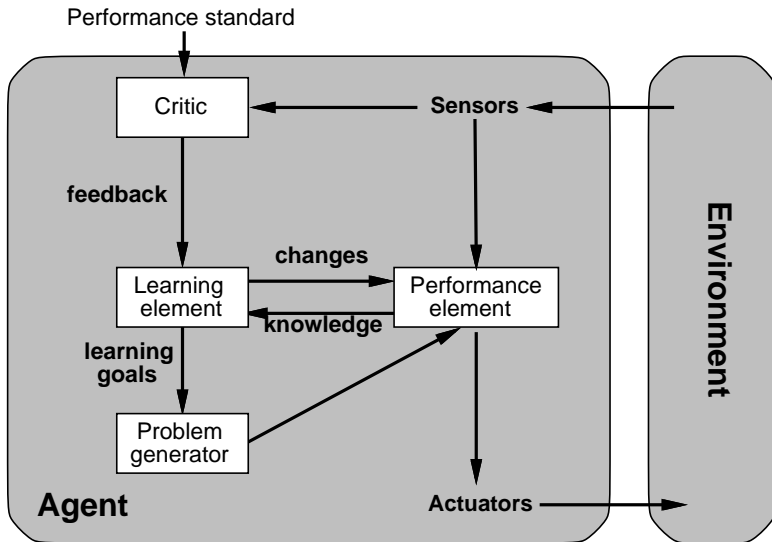 Performance standard
Critic
Sensors
feedback
changes
Learning
element
Performance
element
knowledge
learning
goals
Problem
generator
Agent
Actuators
Environment